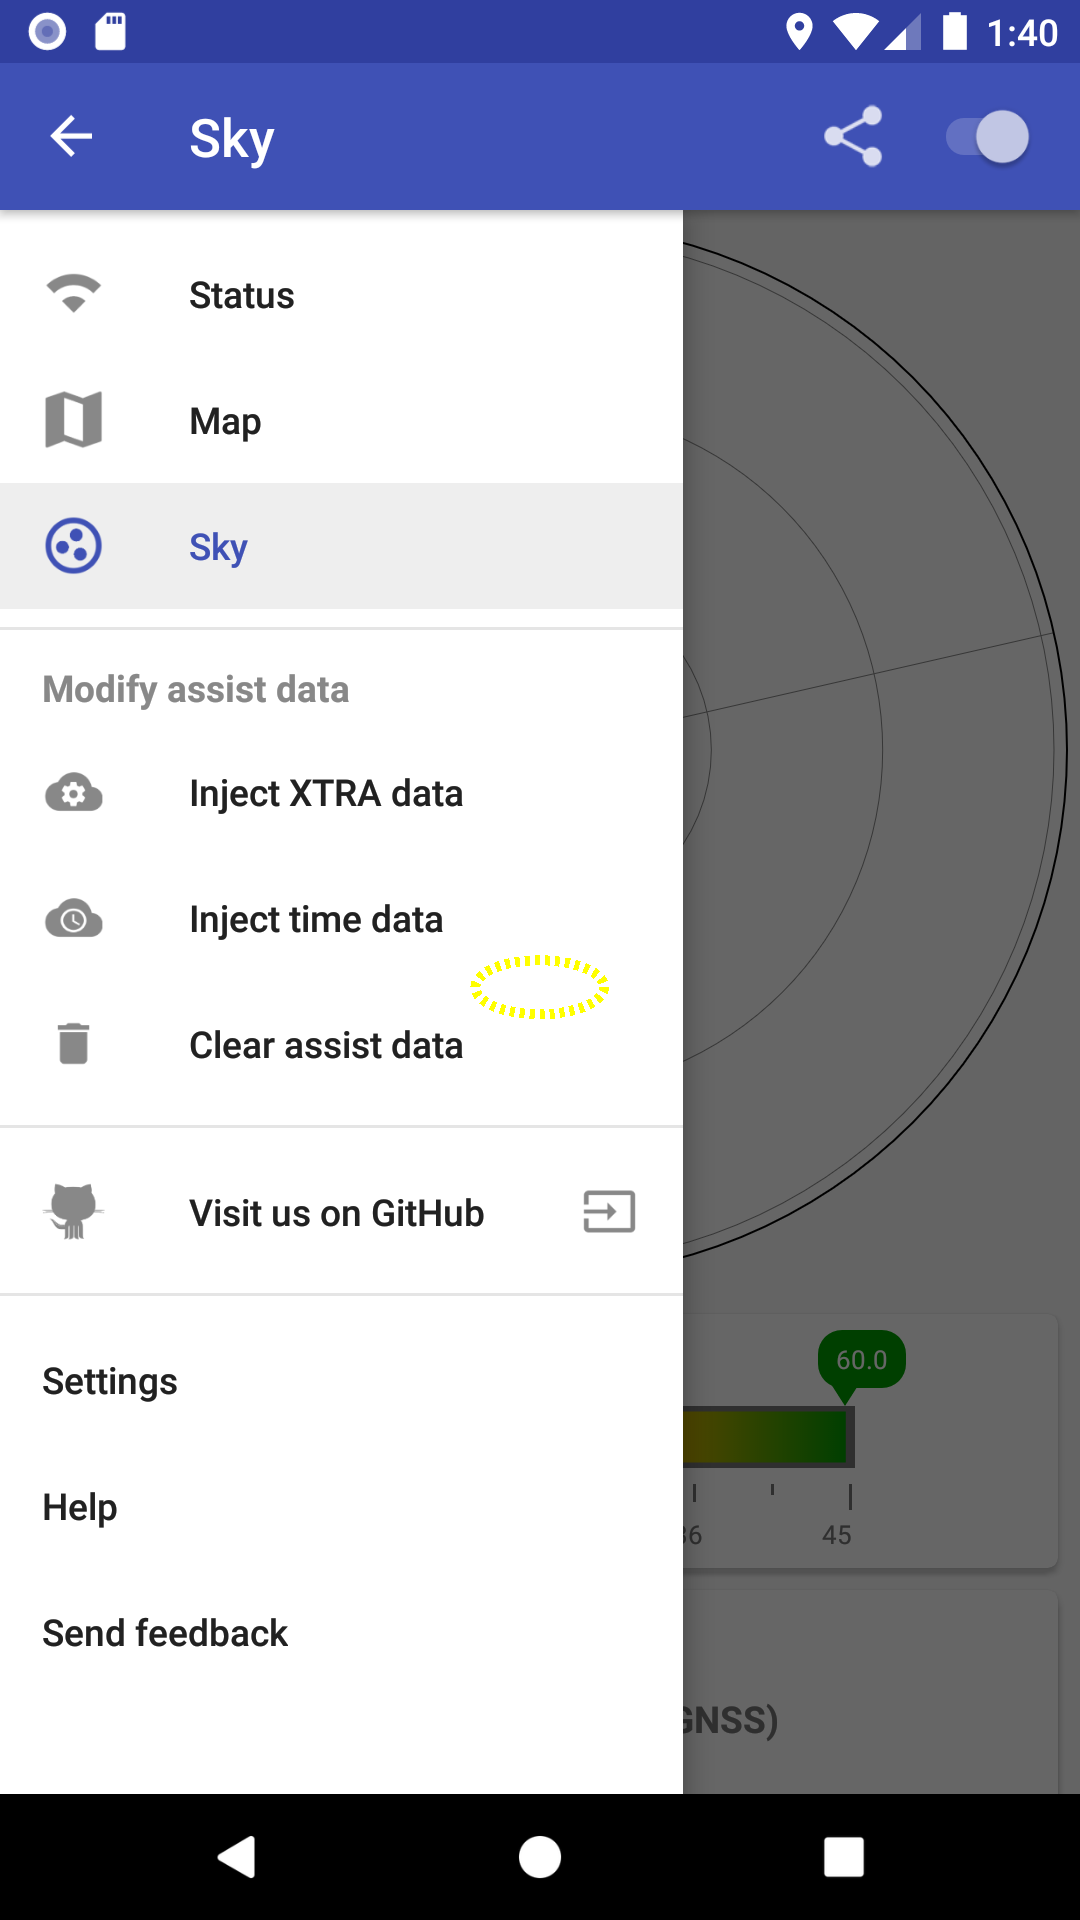 1:40
Sky
Status
Map
Sky
Modify assist data
Inject XTRA data
Inject time data
Clear assist data
Visit us on GitHub
Settings
Help
Send feedback
60.0
36
45
GNSS)